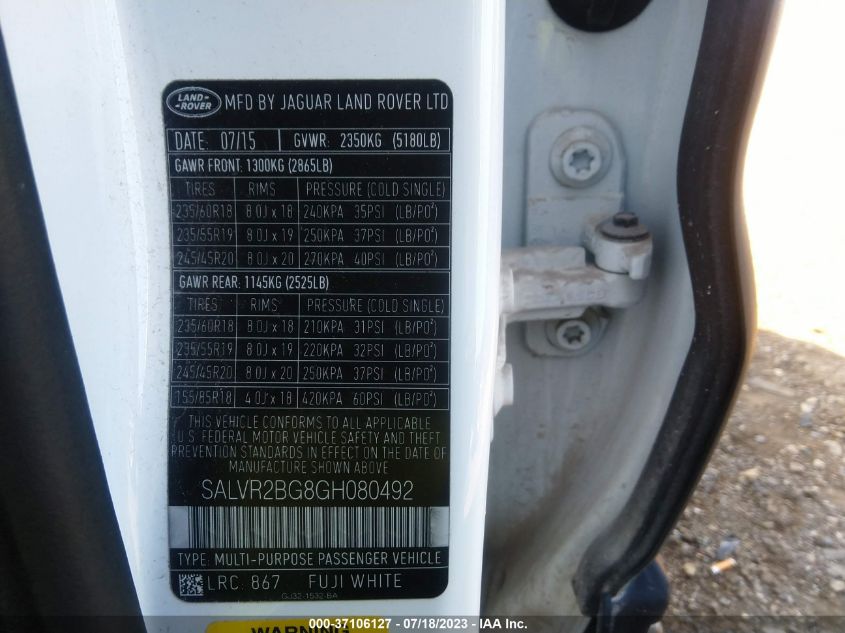 LAND ROVER MFD BY JAGUAR LAND ROVER LTD
DATE: 07/15 GVWR: 2350KG (5180LB)
GAWR FRONT: 1300KG (2865LB)
TIRES RIMS PRESSURE (COLD SINGLE)
235/60R18 8.0J x 18 240KPA 35PSI (LB/PO²)
235/55R19 8.0J x 19 250KPA 37PSI (LB/PO²)
245/45R20 8.0J x 20 270KPA 40PSI (LB/PO²)
GAWR REAR: 1145KG (2525LB)
TIRES RIMS PRESSURE (COLD SINGLE)
235/60R18 8.0J x 18 210KPA 31PSI (LB/PO²)
235/55R19 8.0J x 19 220KPA 32PSI (LB/PO²)
245/45R20 8.0J x 20 250KPA 37PSI (LB/PO²)
155/85R18 4.0J x 18 420KPA 60PSI (LB/PO²)
THIS VEHICLE CONFORMS TO ALL APPLICABLE
U.S. FEDERAL MOTOR VEHICLE SAFETY AND THEFT
PREVENTION STANDARDS IN EFFECT ON THE DATE OF
MANUFACTURE SHOWN ABOVE
SALVR2BG8GH080492
TYPE: MULTI-PURPOSE PASSENGER VEHICLE
LRC. 867 FUJI WHITE
GJ32-1532-BA
WARNING
000-37106127 - 07/18/2023 - IAA Inc.